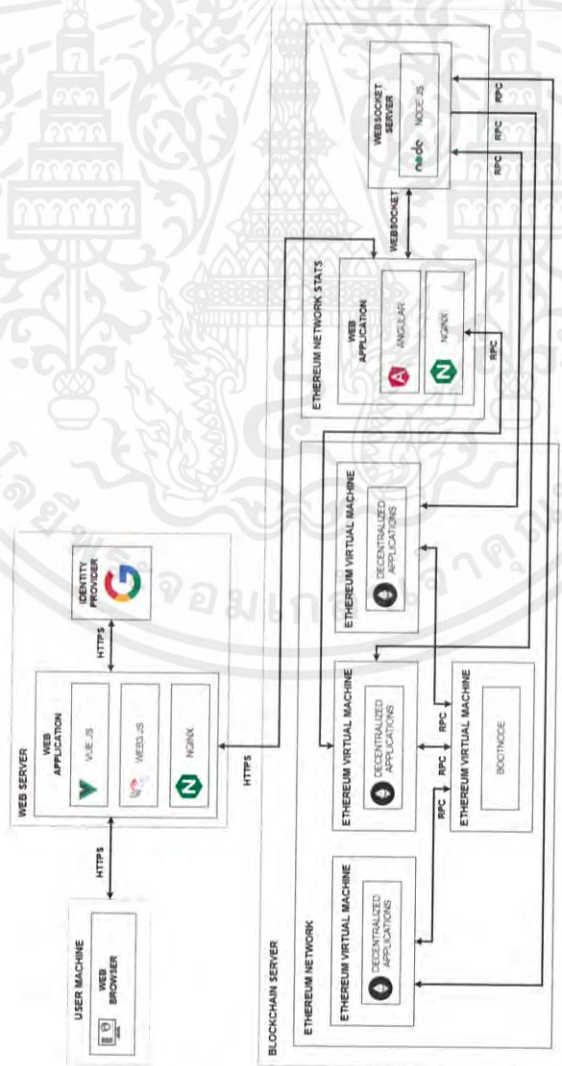 USER MACHINE
WEB
BROWSER
HTTPS
WEB SERVER
WEB
APPLICATION
VUE JS
WEB3 JS
NGINX
HTTPS
IDENTITY
PROVIDER
HTTPS
BLOCKCHAIN SERVER
ETHEREUM NETWORK
ETHEREUM VIRTUAL MACHINE
DECENTRALIZED
APPLICATIONS
ETHEREUM VIRTUAL MACHINE
DECENTRALIZED
APPLICATIONS
ETHEREUM VIRTUAL MACHINE
DECENTRALIZED
APPLICATIONS
RPC
RPC
RPC
ETHEREUM VIRTUAL MACHINE
BOOTNODE
ETHEREUM NETWORK STATS
WEB
APPLICATION
ANGULAR
NGINX
RPC
WEBSOCKET
WEBSOCKET
SERVER
node
NODE JS
RPC
RPC
RPC